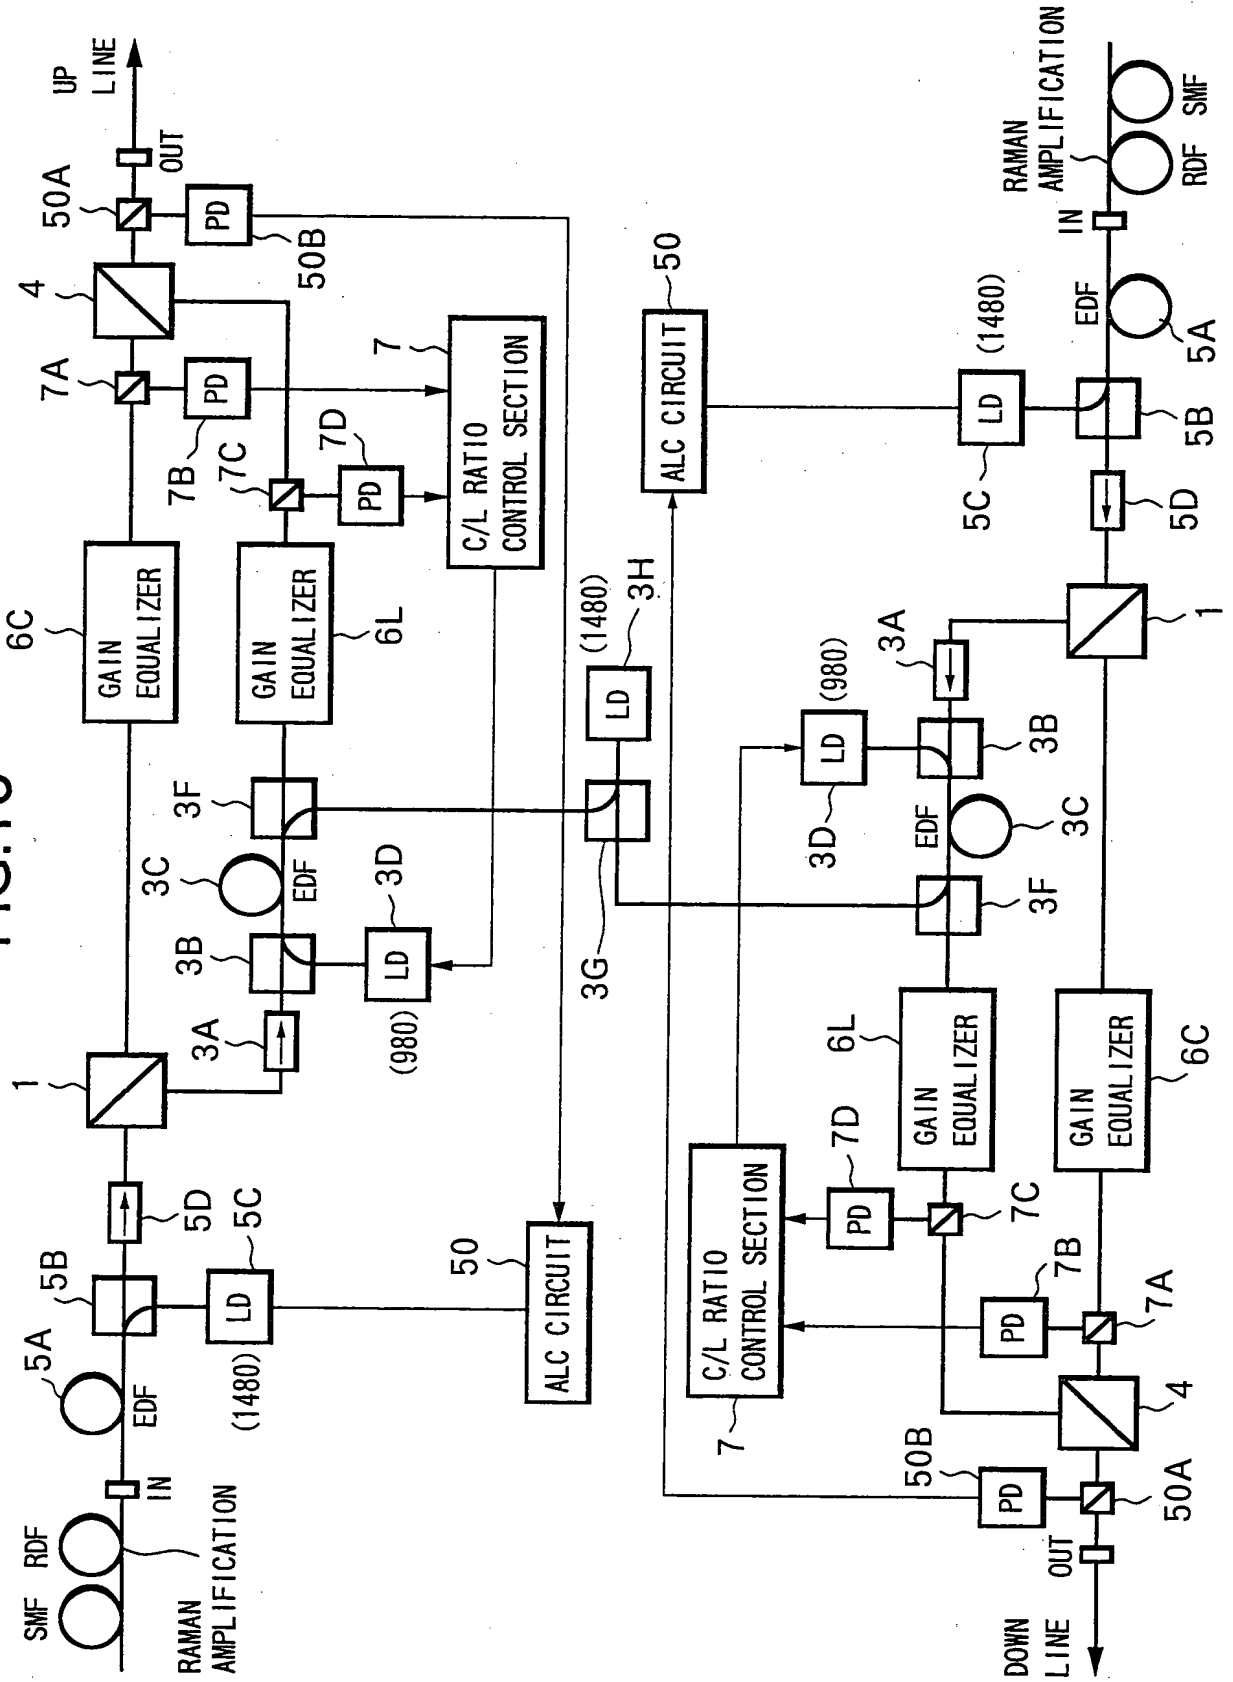 UP
LINE
SMF
RDF
RAMAN
AMPLIFICATION
IN
5A
EDF
5B
5C
LD
(1480)
5D
1
3A
3B
3C
EDF
3D
LD
(980)
3F
6C
GAIN
EQUALIZER
6L
GAIN
EQUALIZER
7A
PD
7B
7C
7D
PD
7
C/L RATIO
CONTROL SECTION
4
50A
PD
50B
OUT
50
ALC CIRCUIT
3G
LD
3H
(1480)
50
ALC CIRCUIT
7
C/L RATIO
CONTROL SECTION
DOWN
LINE
OUT
50A
50B
PD
4
7A
7B
PD
7C
7D
PD
6L
GAIN
EQUALIZER
6C
GAIN
EQUALIZER
3F
EDF
3C
3D
LD
(980)
3B
3A
1
5D
5C
LD
(1480)
5B
EDF
5A
IN
RAMAN
AMPLIFICATION
RDF
SMF